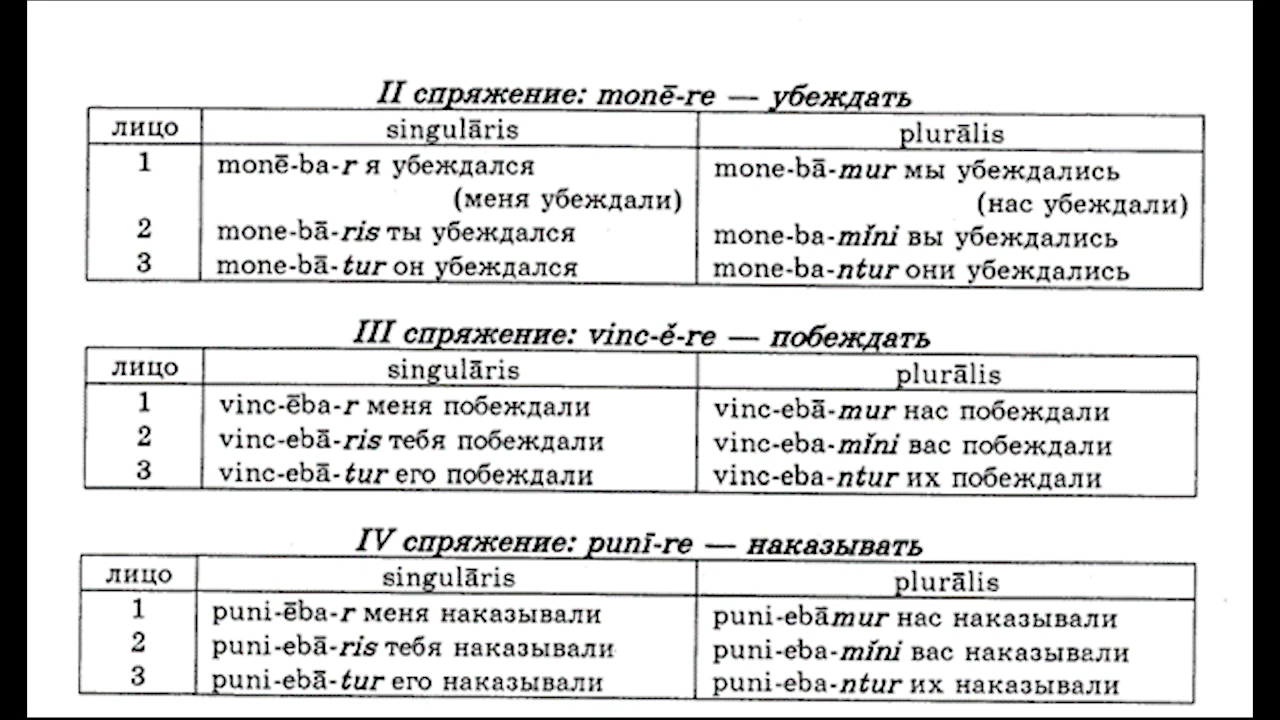 II спряжение: monē-re — убеждать
лицо singulāris plurālis
1 monē-ba-r я убеждался mone-bā-mur мы убеждались
(меня убеждали) (нас убеждали)
2 mone-bā-ris ты убеждался mone-ba-mĭni вы убеждались
3 mone-bā-tur он убеждался mone-ba-ntur они убеждались
III спряжение: vinc-ĕ-re — побеждать
лицо singulāris plurālis
1 vinc-ēba-r меня побеждали vinc-ebā-mur нас побеждали
2 vinc-ebā-ris тебя побеждали vinc-eba-mĭni вас побеждали
3 vinc-ebā-tur его побеждали vinc-eba-ntur их побеждали
IV спряжение: punī-re — наказывать
лицо singulāris plurālis
1 puni-ēba-r меня наказывали puni-ebāmur нас наказывали
2 puni-ebā-ris тебя наказывали puni-eba-mĭni вас наказывали
3 puni-ebā-tur его наказывали puni-eba-ntur их наказывали